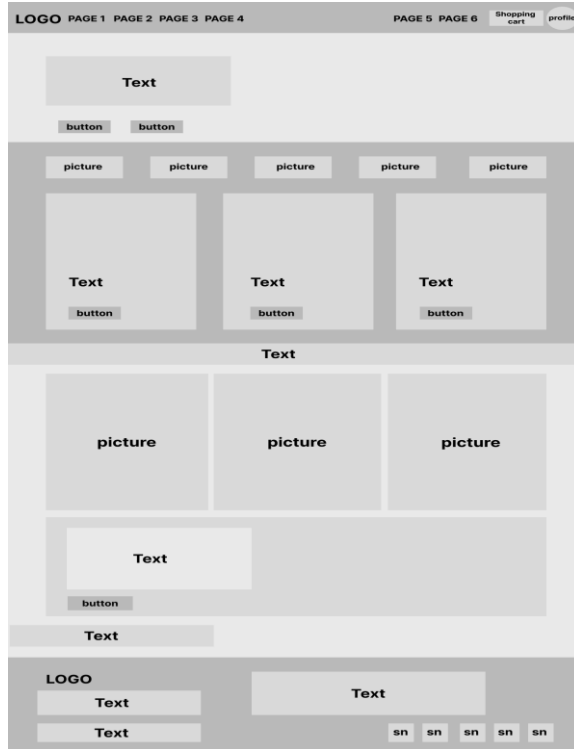 LOGO PAGE 1 PAGE 2 PAGE 3 PAGE 4 PAGE 5 PAGE 6 Shopping cart profile
Text
button button
picture picture picture picture picture
Text Text Text
button button button
Text
picture picture picture
Text
button
Text
LOGO
Text
Text
Text
sn sn sn sn sn